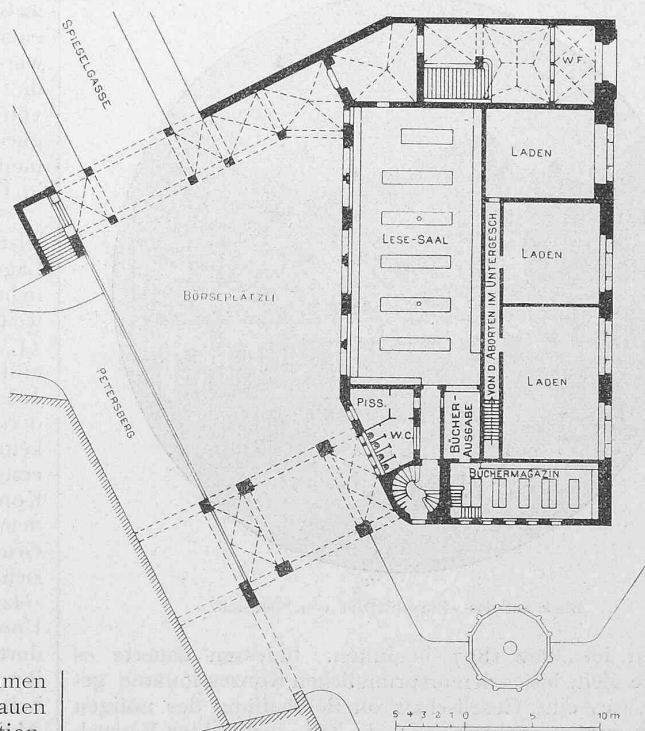 SPIEGELGASSE
W.F.
LADEN
LESE-SAAL
LADEN
VON D. ABORTEN IM UNTERGESCH.
BÖRSEPLÄTZLI
PETERSBERG
LADEN
PISS.
W.C.
BÜCHER-
AUSGABE
BÜCHERMAGAZIN
men
auen
5 4 3 2 1 0 5 10 m